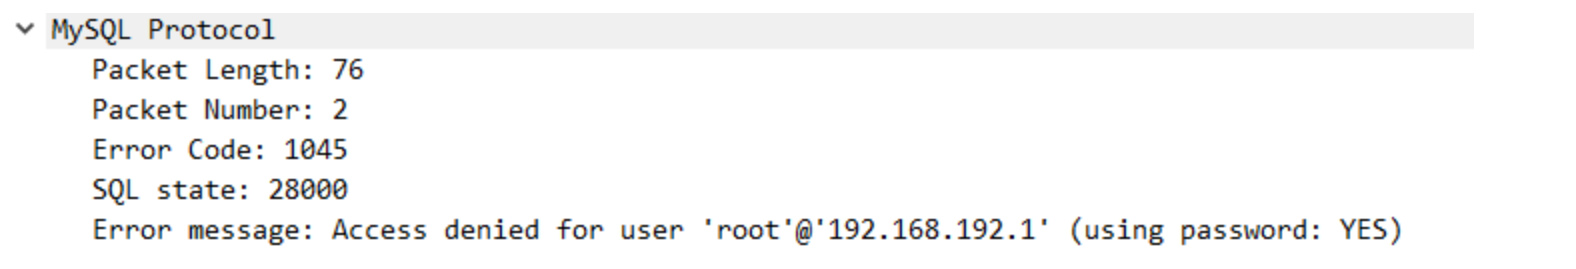 MySQL Protocol
Packet Length: 76
Packet Number: 2
Error Code: 1045
SQL state: 28000
Error message: Access denied for user 'root'@'192.168.192.1' (using password: YES)